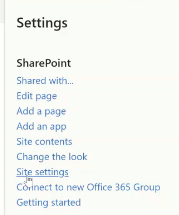 Settings
SharePoint
Shared with...
Edit page
Add a page
Add an app
Site contents
Change the look
Site settings
Connect to new Office 365 Group
Getting started